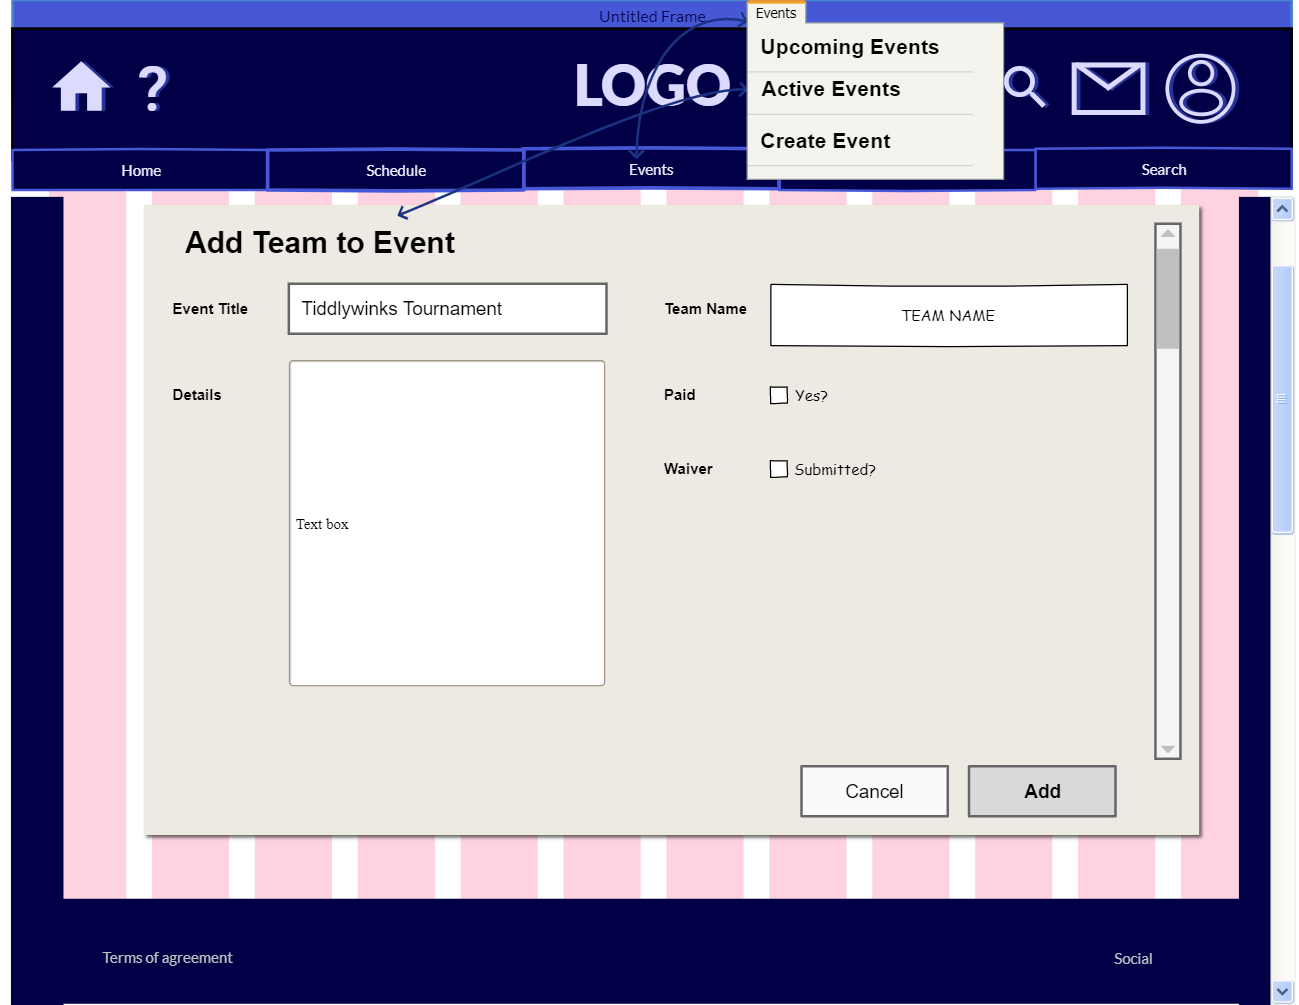 Untitled Frame
Events
Upcoming Events
Active Events
Create Event
?
LOGO
Home
Schedule
Events
Search
Add Team to Event
Event Title
Tiddlywinks Tournament
Team Name
TEAM NAME
Details
Text box
Paid
Yes?
Waiver
Submitted?
Cancel
Add
Terms of agreement
Social